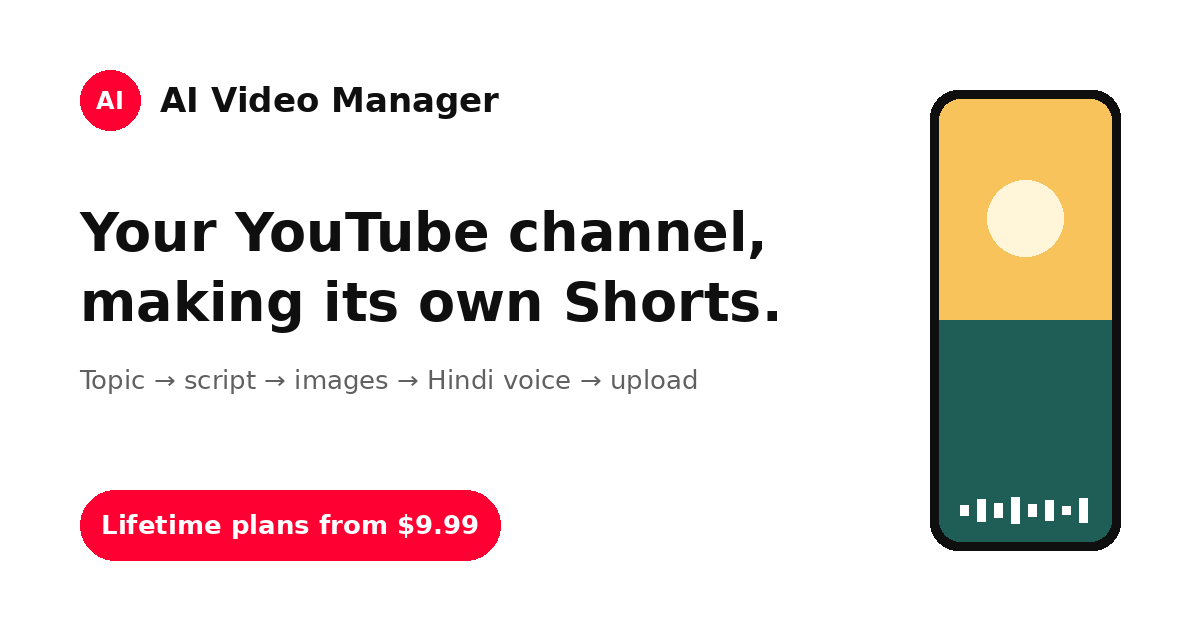 AI
AI Video Manager
Your YouTube channel,
making its own Shorts.
Topic → script → images → Hindi voice → upload
Lifetime plans from $9.99